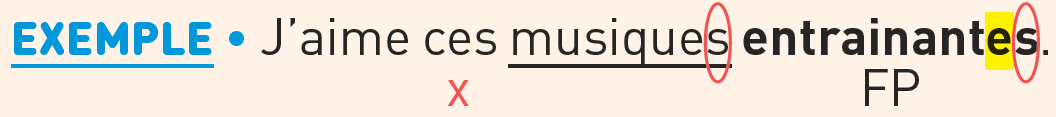 EXEMPLE • J’aime ces musiques entrainantes.
x FP